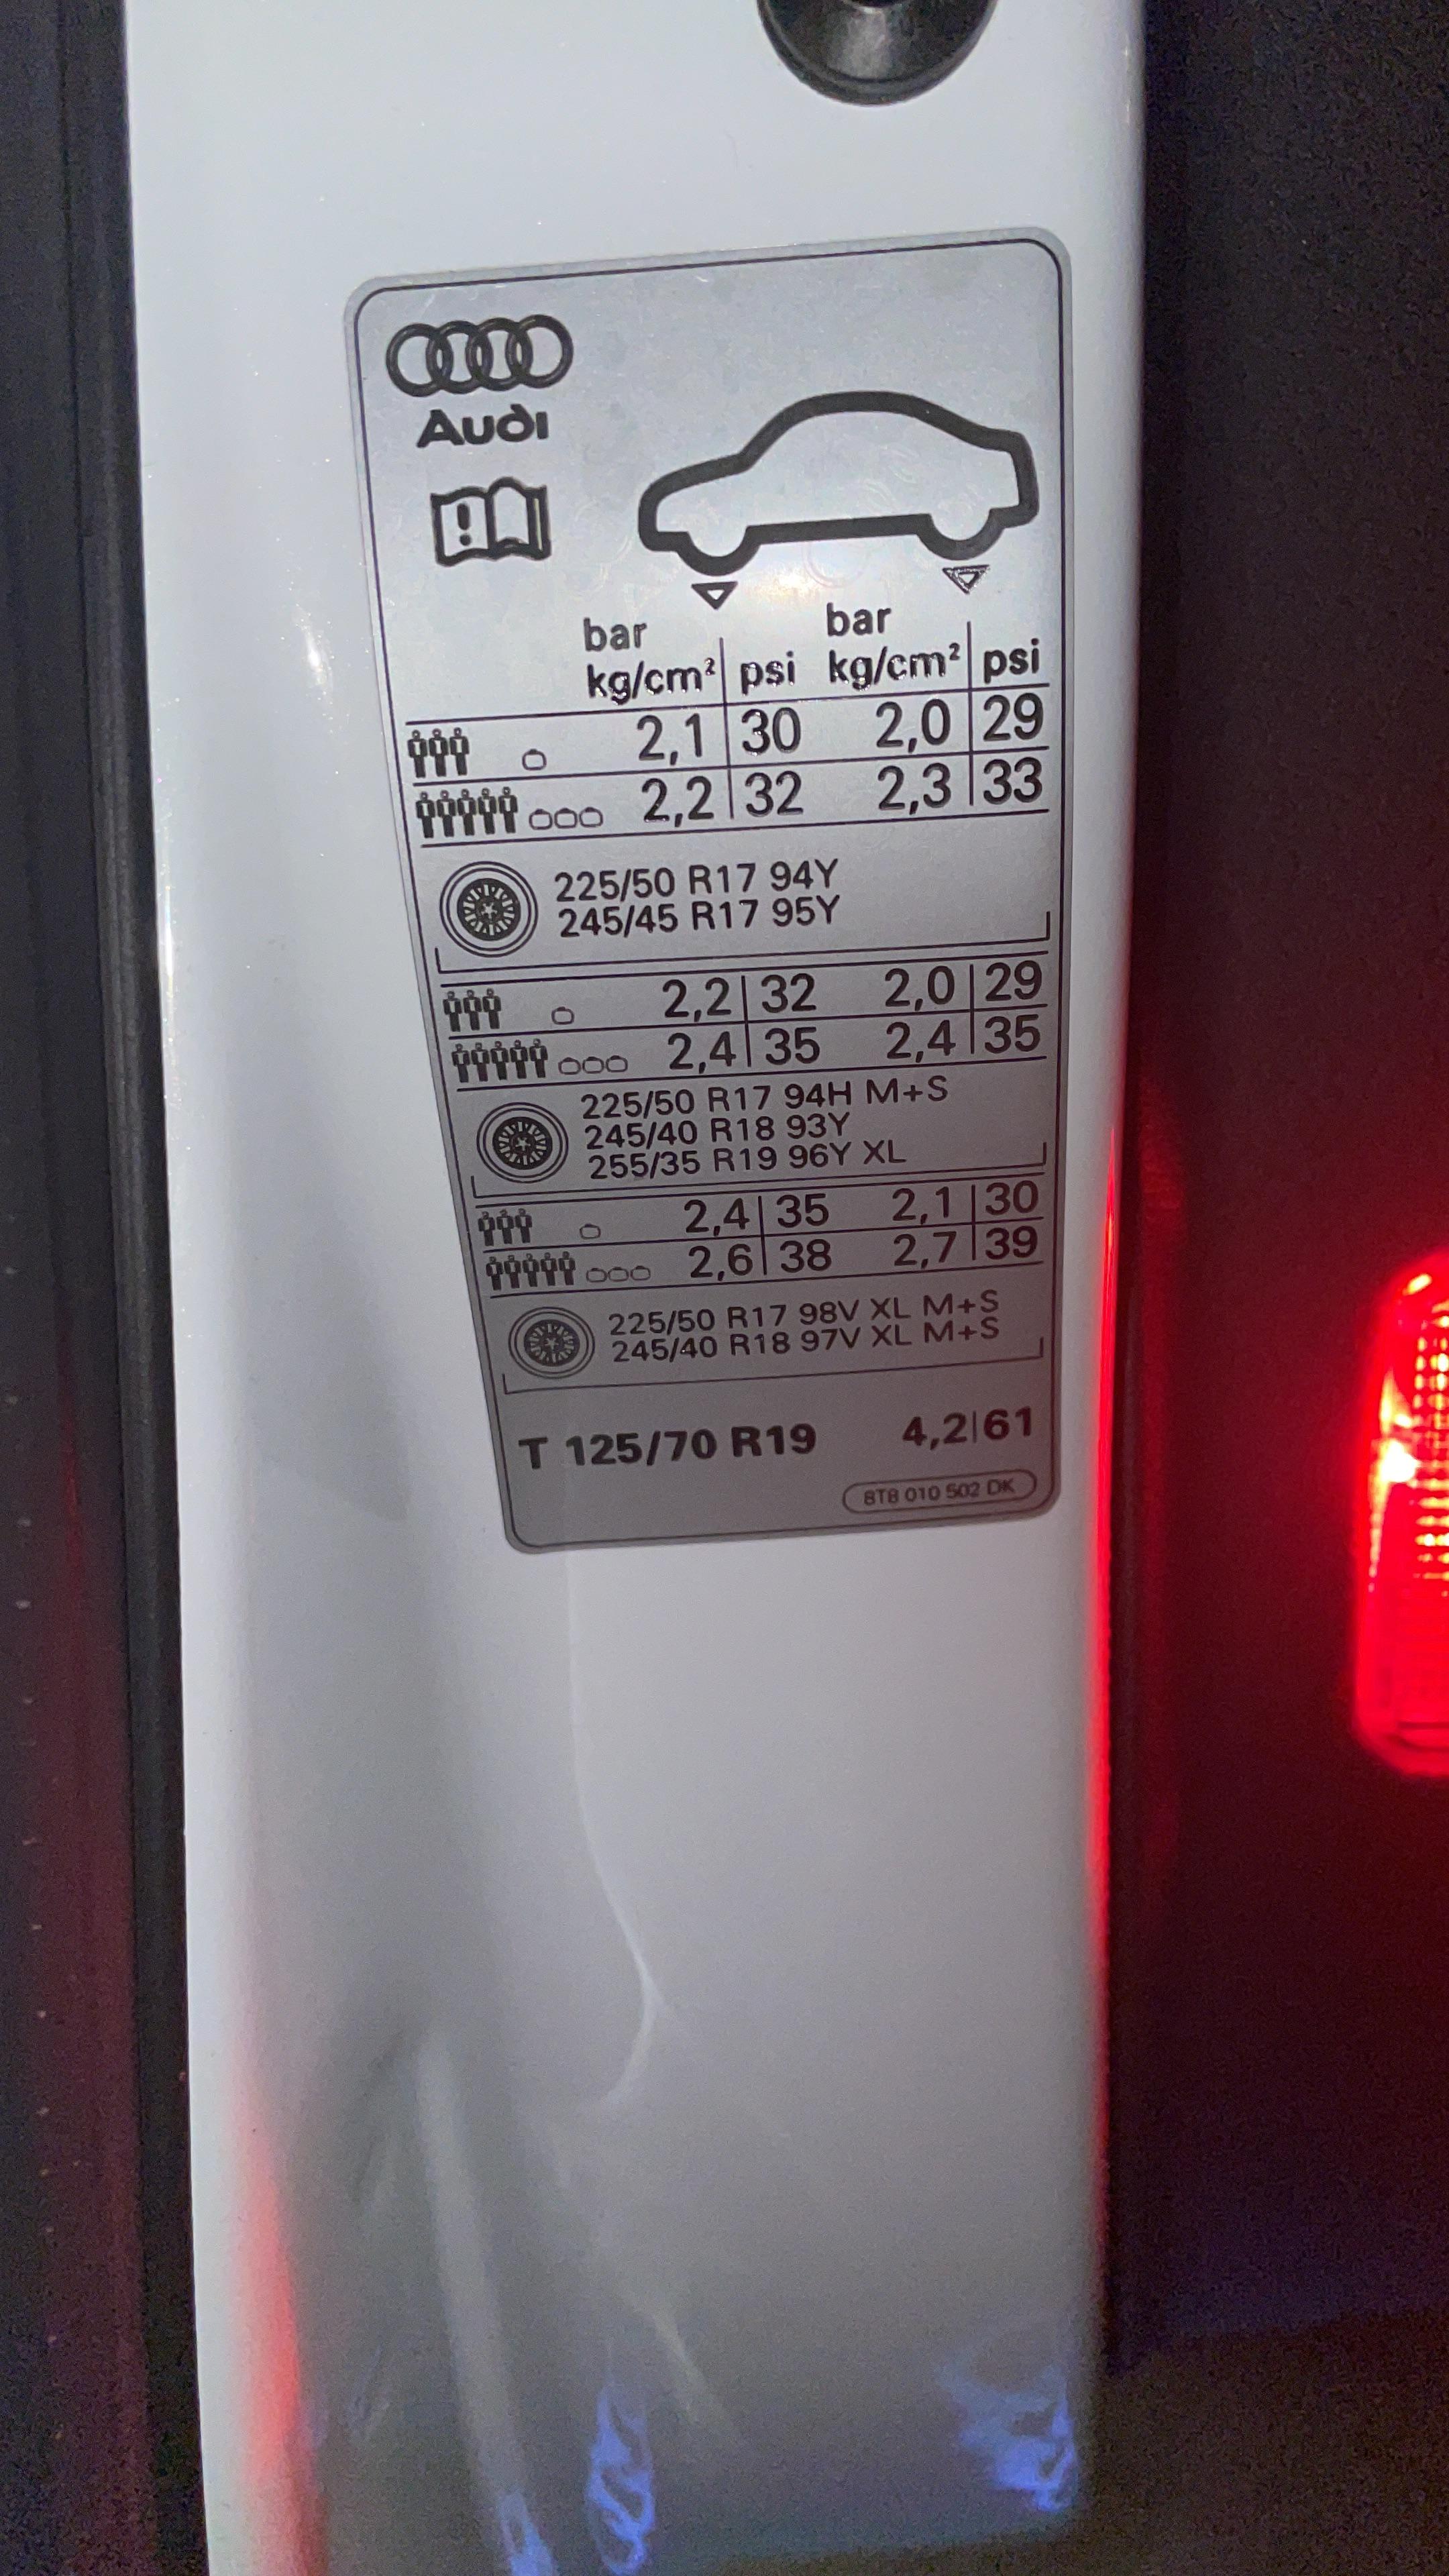 Audi
bar bar
kg/cm² psi kg/cm² psi
2,1 30 2,0 29
2,2 32 2,3 33
225/50 R17 94Y
245/45 R17 95Y
2,2 32 2,0 29
2,4 35 2,4 35
225/50 R17 94H M+S
245/40 R18 93Y
255/35 R19 96Y XL
2,4 35 2,1 30
2,6 38 2,7 39
225/50 R17 98V XL M+S
245/40 R18 97V XL M+S
T 125/70 R19 4,2 61
8T8 010 502 DK